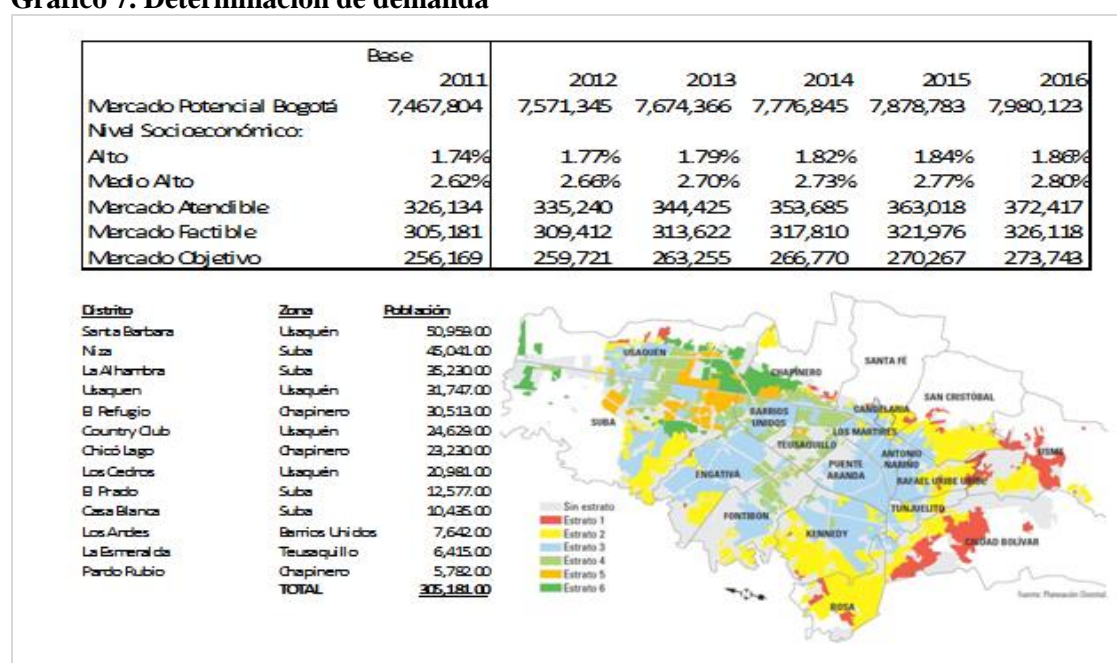 Gráfico 7. Determinación de demanda
Base
2011 2012 2013 2014 2015 2016
Mercado Potencial Bogotá 7,467,804 7,571,345 7,674,366 7,776,845 7,878,783 7,980,123
Nivel Socioeconómico:
Alto 1.74% 1.77% 1.79% 1.82% 1.84% 1.86%
Medio Alto 2.62% 2.66% 2.70% 2.73% 2.77% 2.80%
Mercado Atendible 326,134 335,240 344,425 353,685 363,018 372,417
Mercado Factible 305,181 309,412 313,622 317,810 321,976 326,118
Mercado Objetivo 256,169 259,721 263,255 266,770 270,267 273,743
Distrito Zona Población
Santa Barbara Usaquén 50,959.00
Niza Suba 45,041.00
La Alhambra Suba 35,230.00
Usaquen Usaquén 31,747.00
El Refugio Chapinero 30,513.00
Country Club Usaquén 24,629.00
Chicó Lago Chapinero 23,230.00
Los Cedros Usaquén 20,981.00
El Prado Suba 12,577.00
Casa Blanca Suba 10,435.00
Los Andes Barrios Unidos 7,642.00
La Esmeralda Teusaquillo 6,415.00
Pardo Rubio Chapinero 5,782.00
TOTAL 305,181.00
USAQUÉN
SANTA FÉ
CHAPINERO
SAN CRISTÓBAL
SUBA
BARRIOS
UNIDOS
CANDELARIA
LOS MARTIRES
TEUSAQUILLO
ANTONIO
NARIÑO
USME
PUENTE
ARANDA
ENGATIVÁ
RAFAEL URIBE URIBE
TUNJUELITO
FONTIBON
KENNEDY
CIUDAD BOLÍVAR
BOSA
Sin estrato
Estrato 1
Estrato 2
Estrato 3
Estrato 4
Estrato 5
Estrato 6
Fuente: Planeación Distrital.